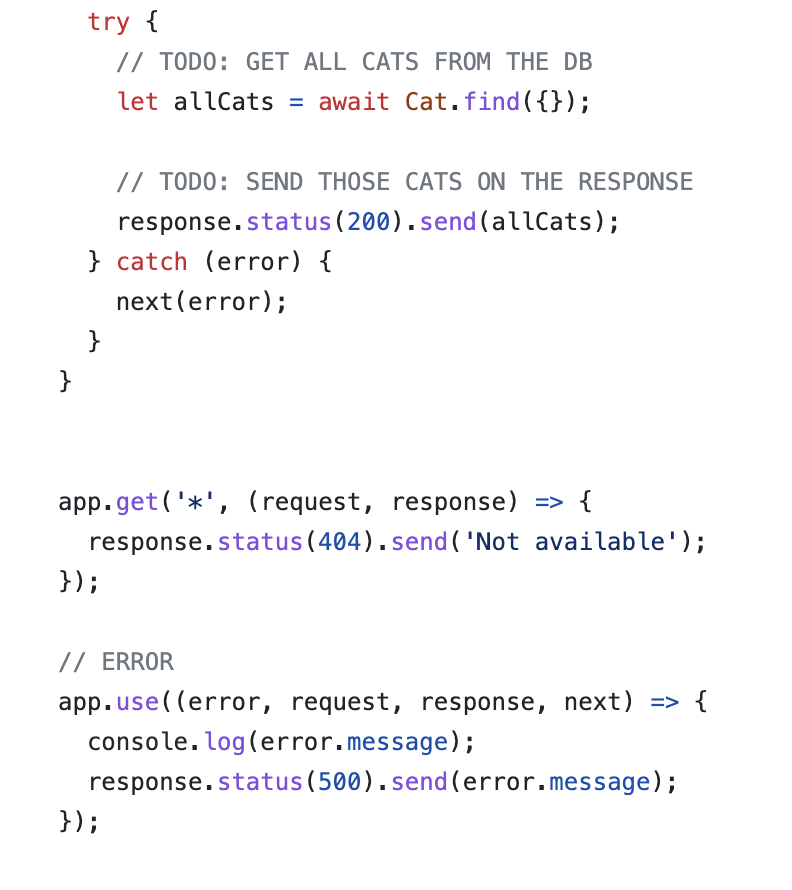 try {
// TODO: GET ALL CATS FROM THE DB
let allCats = await Cat.find({});
// TODO: SEND THOSE CATS ON THE RESPONSE
response.status(200).send(allCats);
} catch (error) {
next(error);
}
}
app.get('*', (request, response) => {
response.status(404).send('Not available');
});
// ERROR
app.use((error, request, response, next) => {
console.log(error.message);
response.status(500).send(error.message);
});